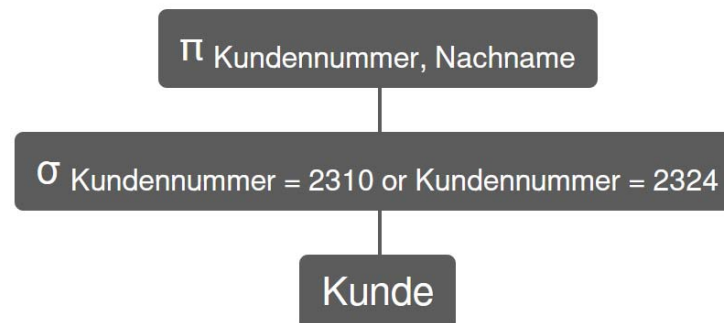 π Kundennummer, Nachname
σ Kundennummer = 2310 or Kundennummer = 2324
Kunde